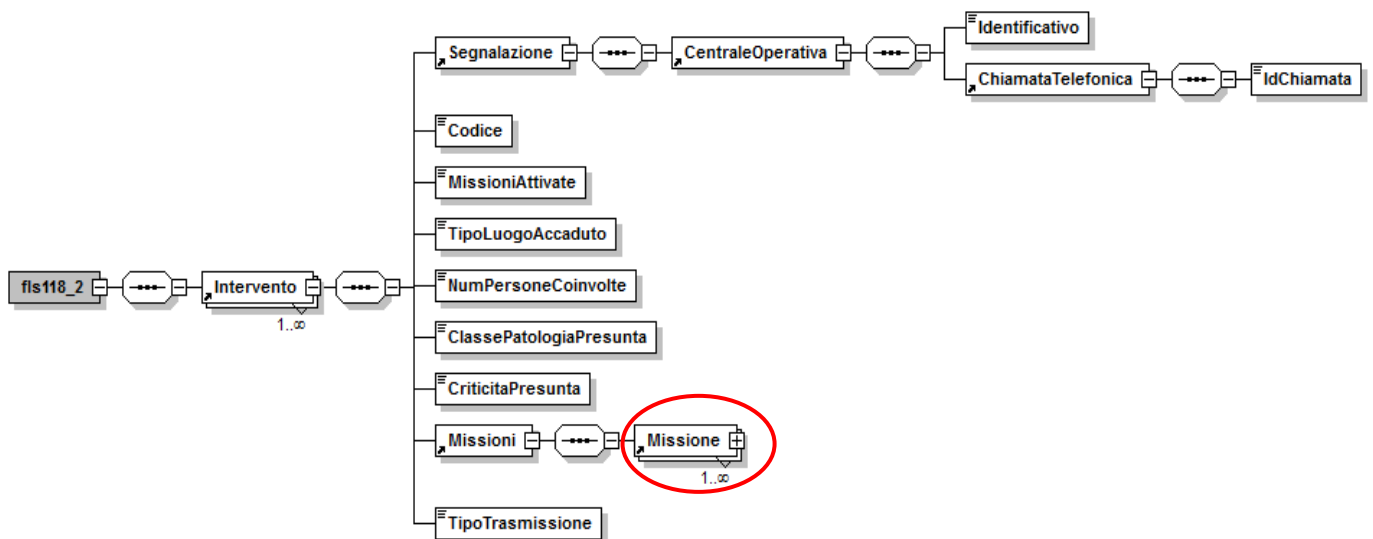 Segnalazione
CentraleOperativa
Identificativo
ChiamataTelefonica
IdChiamata
Codice
MissioniAttivate
TipoLuogoAccaduto
fls118_2
Intervento
1..∞
NumPersoneCoinvolte
ClassePatologiaPresunta
CriticitaPresunta
Missioni
Missione
1..∞
TipoTrasmissione